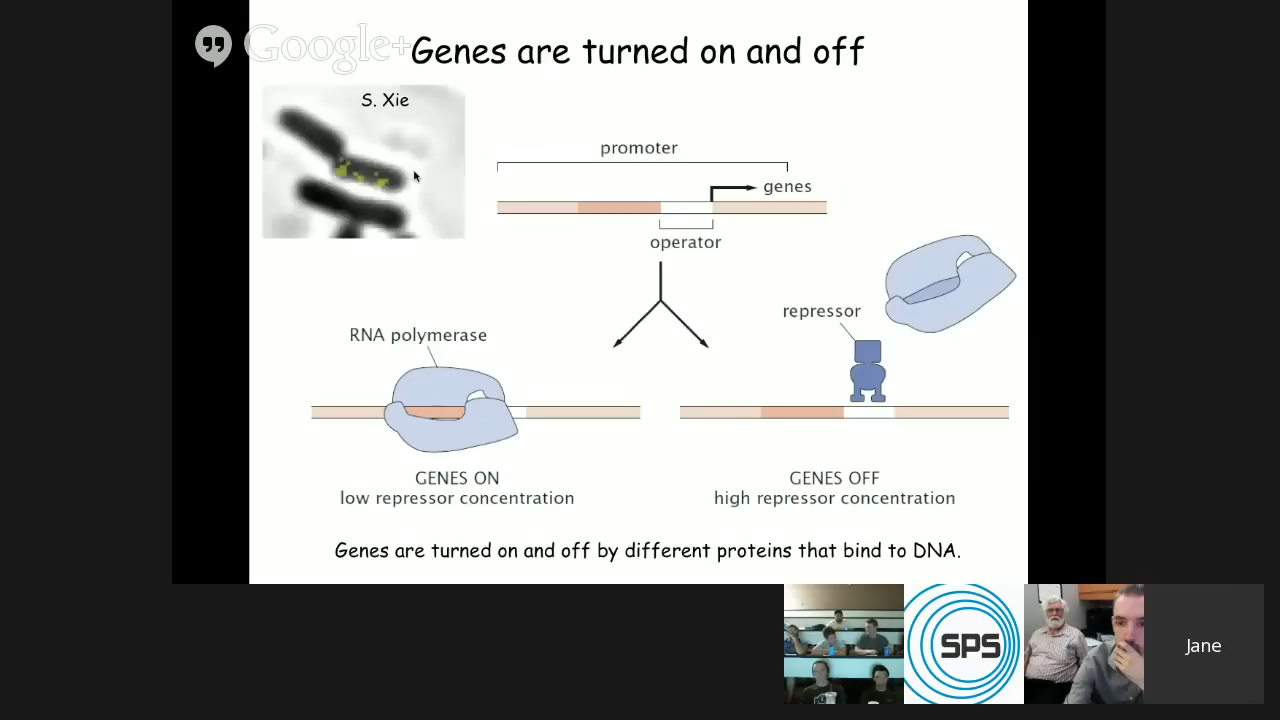 Google+
Genes are turned on and off
S. Xie
promoter
genes
operator
RNA polymerase
repressor
GENES ON
low repressor concentration
GENES OFF
high repressor concentration
Genes are turned on and off by different proteins that bind to DNA.
SPS
Jane